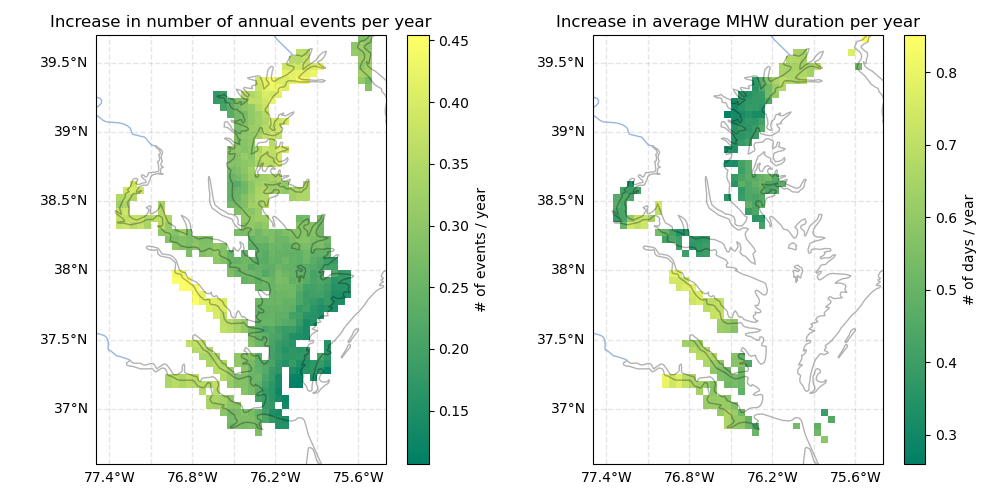 Increase in number of annual events per year
39.5°N
39°N
38.5°N
38°N
37.5°N
37°N
77.4°W 76.8°W 76.2°W 75.6°W
0.45
0.40
0.35
0.30
0.25
0.20
0.15
# of events / year
Increase in average MHW duration per year
39.5°N
39°N
38.5°N
38°N
37.5°N
37°N
77.4°W 76.8°W 76.2°W 75.6°W
0.8
0.7
0.6
0.5
0.4
0.3
# of days / year